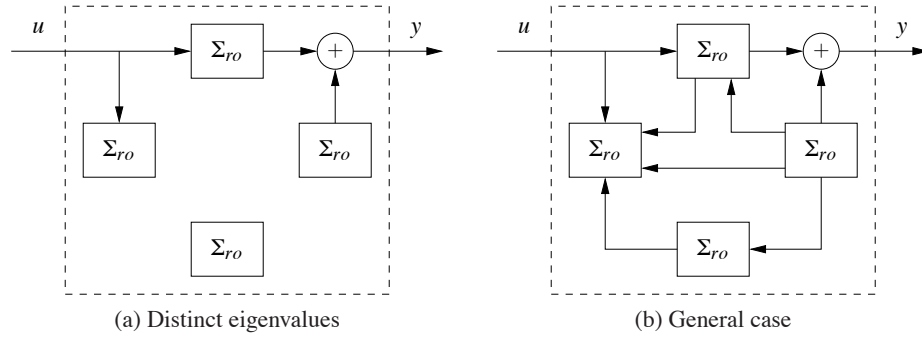 u
y
Σro
+
Σro
Σro
Σro
(a) Distinct eigenvalues
u
y
Σro
+
Σro
Σro
Σro
(b) General case